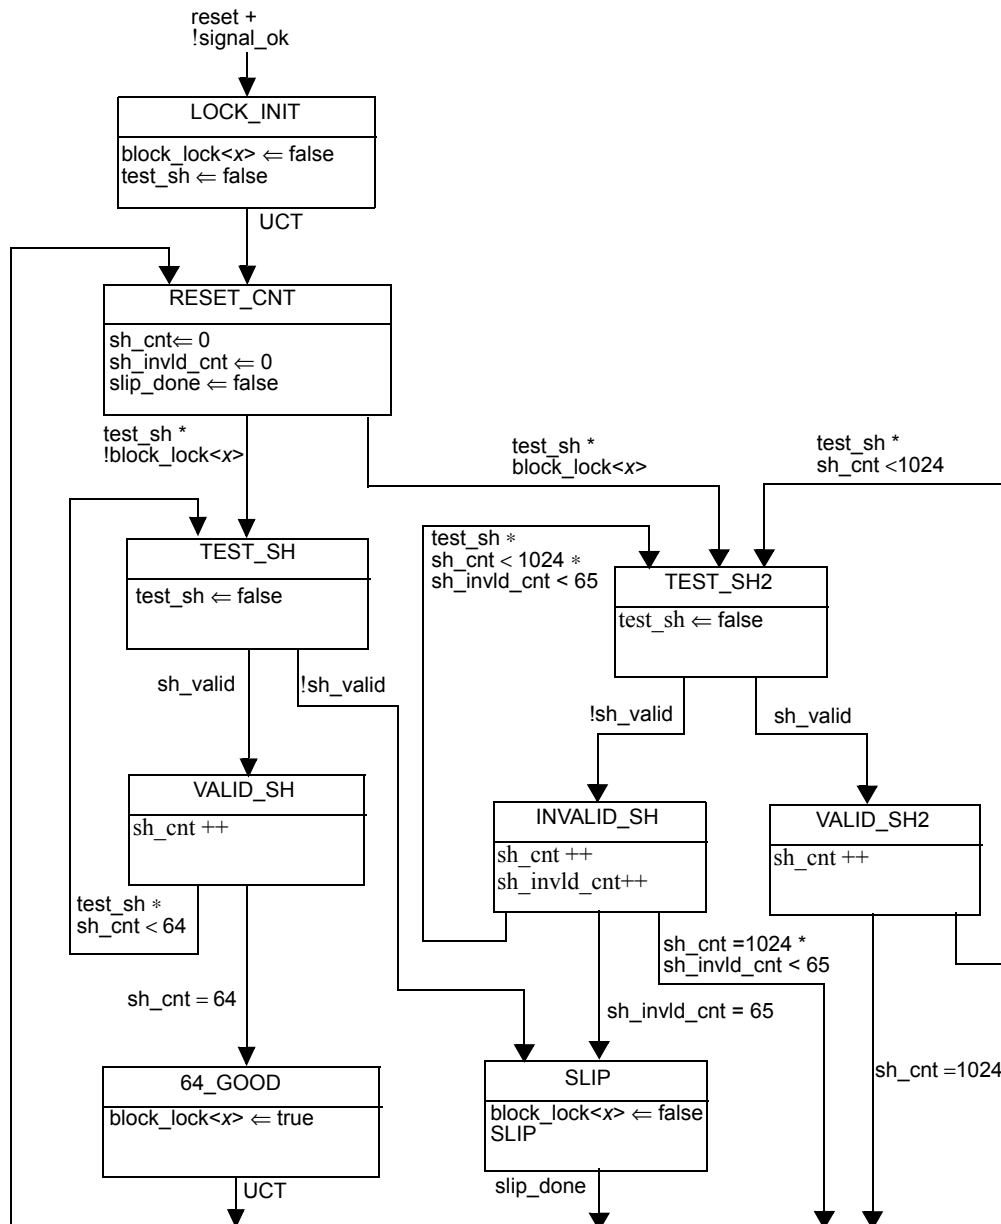 reset +
!signal_ok
LOCK_INIT
block_lock<x> ⇐ false
test_sh ⇐ false
UCT
RESET_CNT
sh_cnt⇐ 0
sh_invld_cnt ⇐ 0
slip_done ⇐ false
test_sh *
!block_lock<x>
test_sh *
block_lock<x>
test_sh *
sh_cnt <1024
TEST_SH
test_sh ⇐ false
test_sh *
sh_cnt < 1024 *
sh_invld_cnt < 65
TEST_SH2
test_sh ⇐ false
sh_valid
!sh_valid
!sh_valid
sh_valid
VALID_SH
sh_cnt ++
INVALID_SH
sh_cnt ++
sh_invld_cnt++
VALID_SH2
sh_cnt ++
test_sh *
sh_cnt < 64
sh_cnt =1024 *
sh_invld_cnt < 65
sh_cnt = 64
sh_invld_cnt = 65
sh_cnt =1024
64_GOOD
block_lock<x> ⇐ true
SLIP
block_lock<x> ⇐ false
SLIP
UCT
slip_done